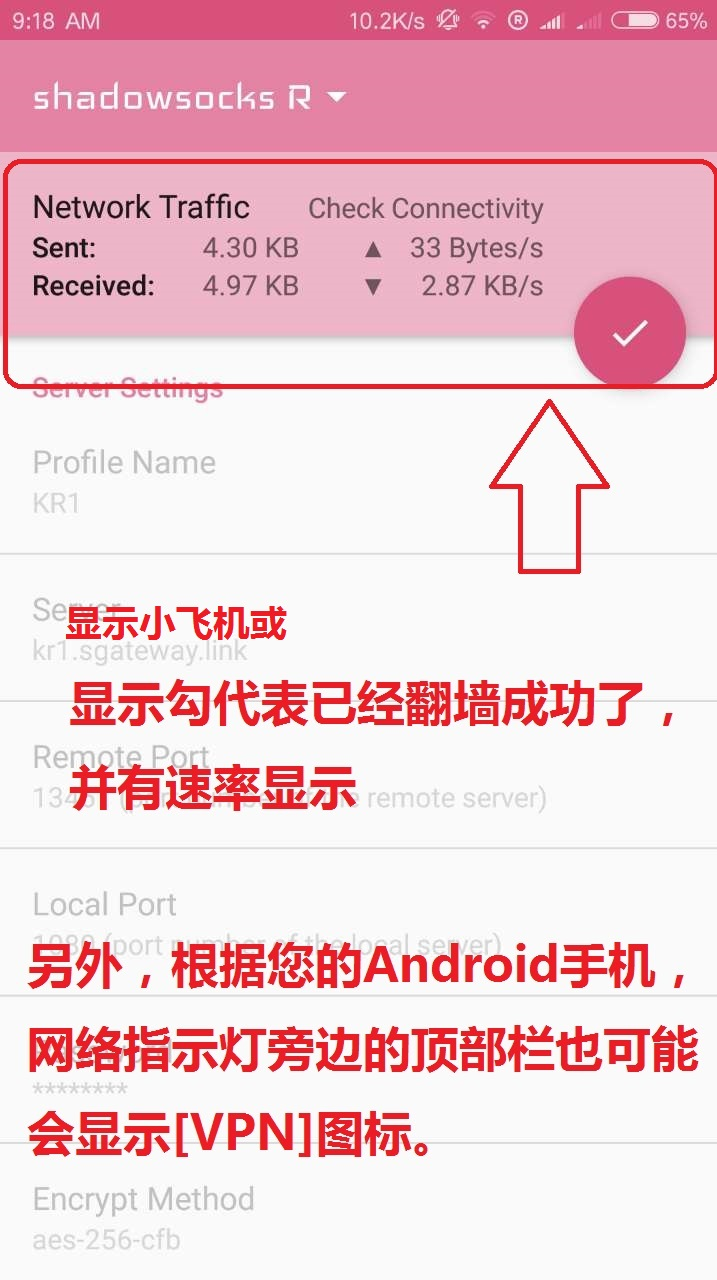 9:18 AM 10.2K/s R 65%
shadowsocks R
Network Traffic Check Connectivity
Sent: 4.30 KB ▲ 33 Bytes/s
Received: 4.97 KB ▼ 2.87 KB/s
Server Settings
Profile Name
KR1
Server
显示小飞机或
kr1.sgateway.link
显示勾代表已经翻墙成功了，
Remote Port
并有速率显示
remote server)
Local Port
1080 (port number of the local server)
另外，根据您的Android手机，
网络指示灯旁边的顶部栏也可能
********
会显示[VPN]图标。
Encrypt Method
aes-256-cfb